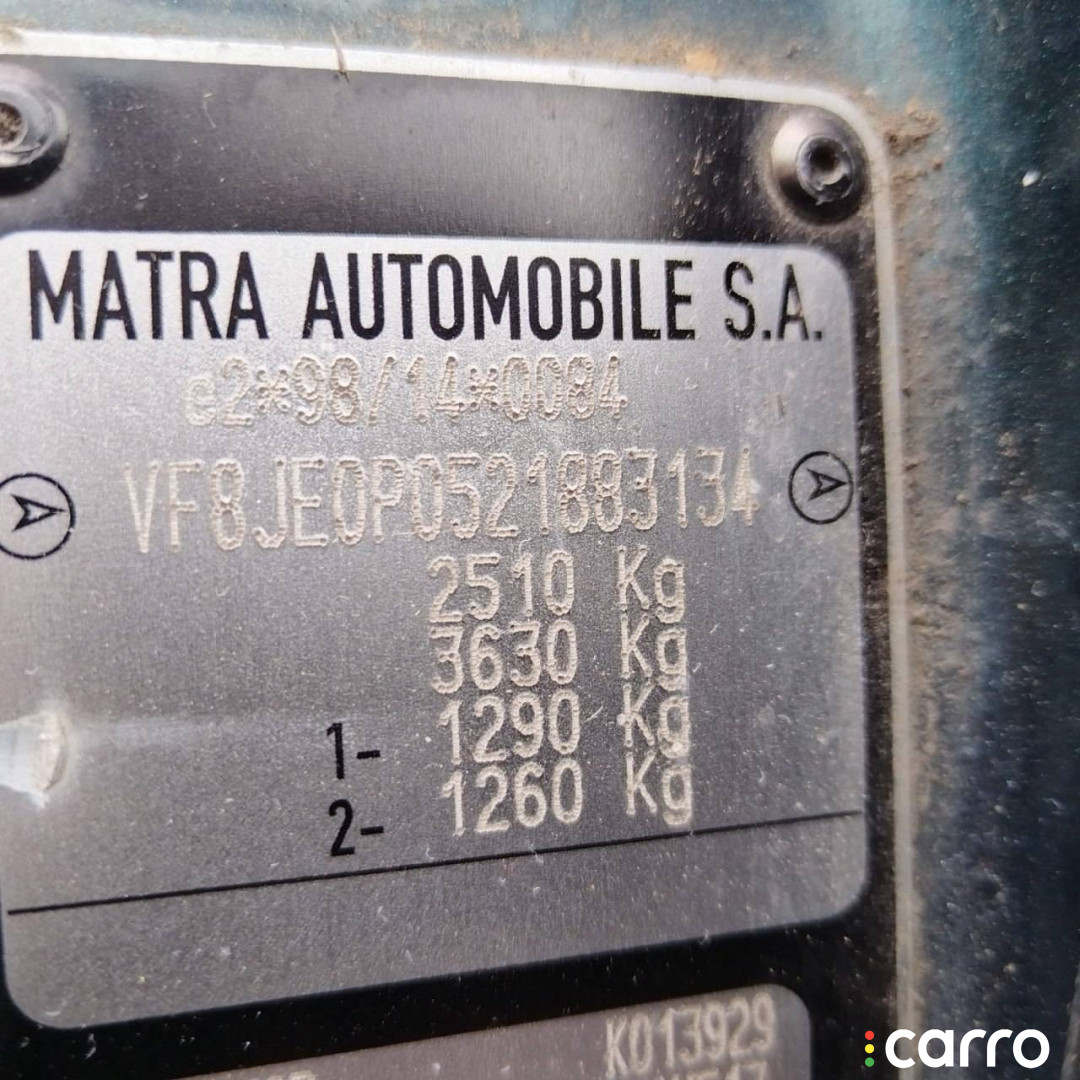 MATRA AUTOMOBILE S.A.
e2*98/14*0084
VF8JE0P0521883134
2510 Kg
3630 Kg
1- 1290 Kg
2- 1260 Kg
K013929
carro